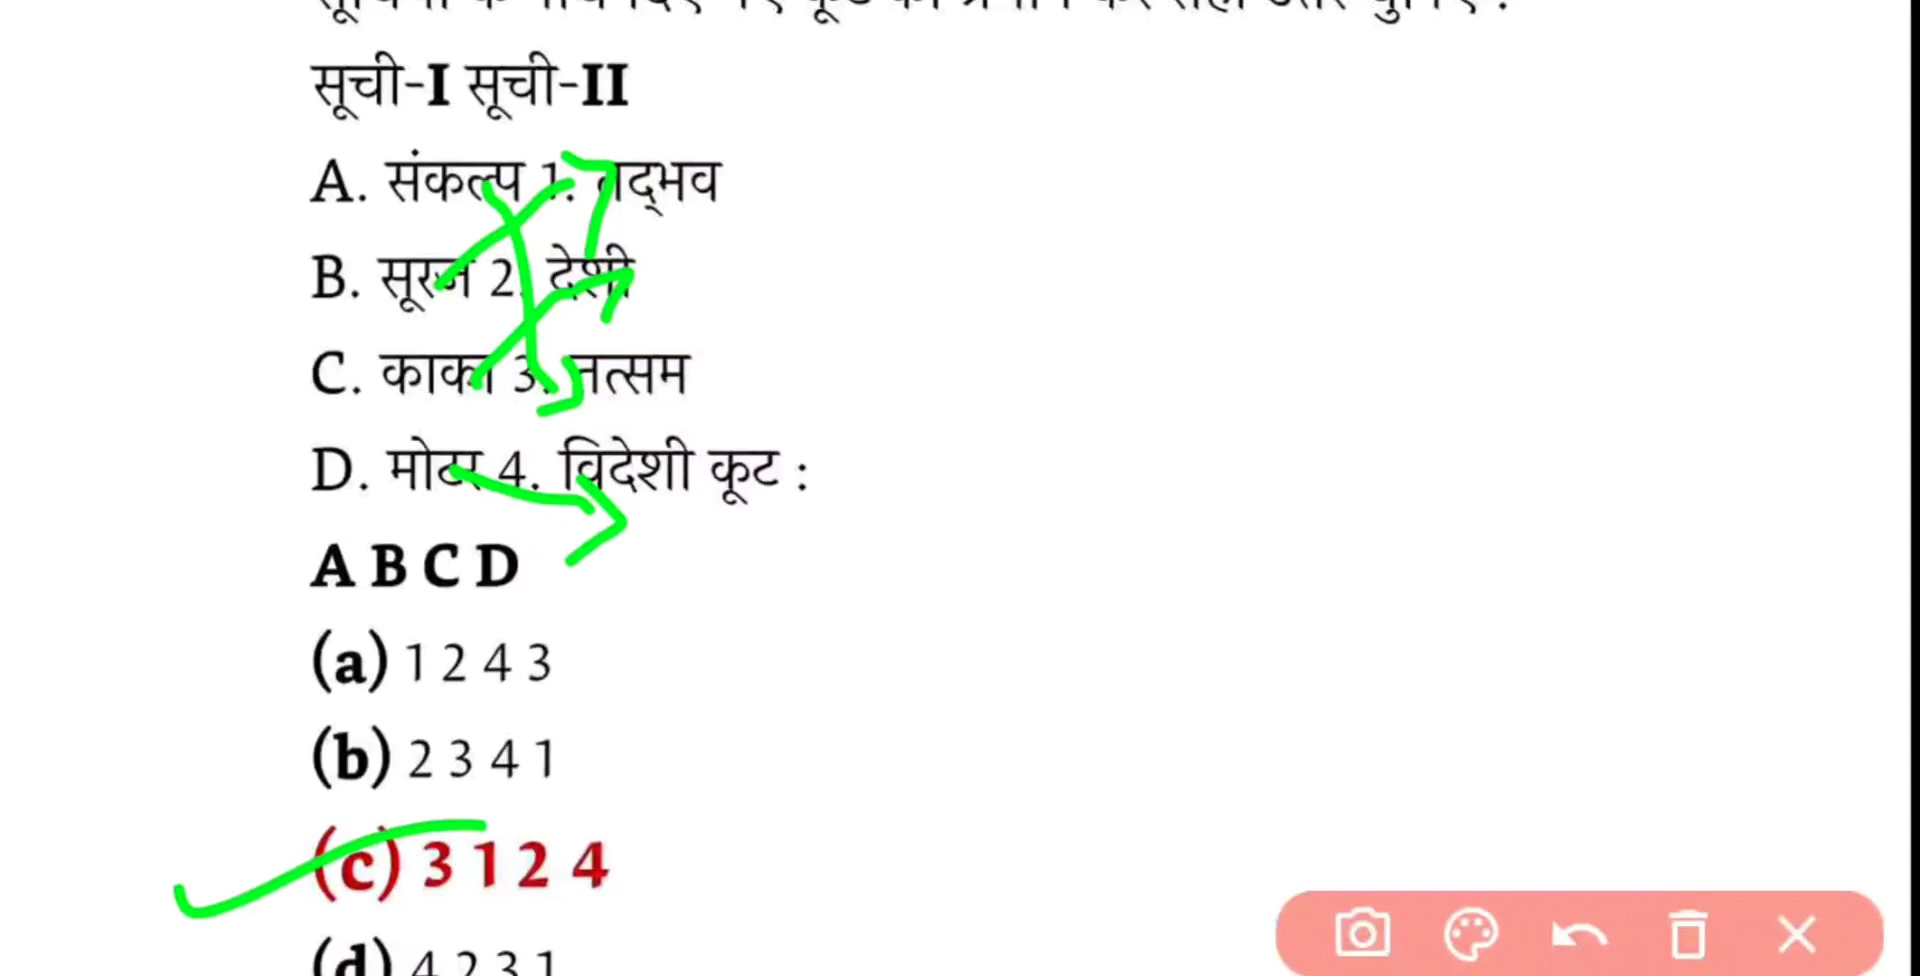 सूची-I सूची-II
A. संकल्प 1. तद्भव
B. सूरज 2. देशी
C. काका 3. तत्सम
D. मोटर 4. विदेशी कूट :
A B C D
(a) 1 2 4 3
(b) 2 3 4 1
(c) 3 1 2 4
(d) 4 2 3 1